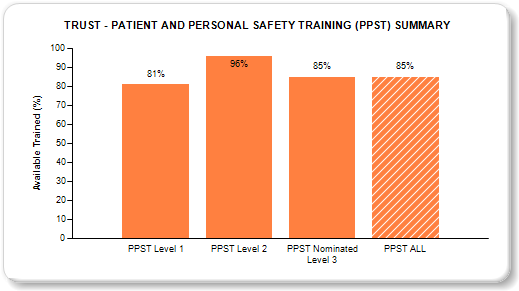 TRUST - PATIENT AND PERSONAL SAFETY TRAINING (PPST) SUMMARY
Available Trained (%)
100
90
80
70
60
50
40
30
20
10
0
81%
96%
85%
85%
PPST Level 1
PPST Level 2
PPST Nominated
Level 3
PPST ALL